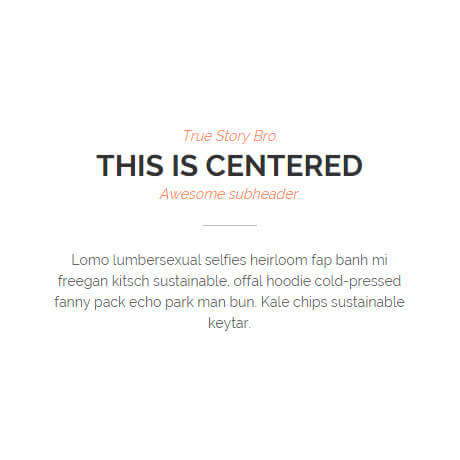 True Story Bro.
THIS IS CENTERED
Awesome subheader.
Lomo lumbersexual selfies heirloom fap banh mi
freegan kitsch sustainable, offal hoodie cold-pressed
fanny pack echo park man bun. Kale chips sustainable
keytar.